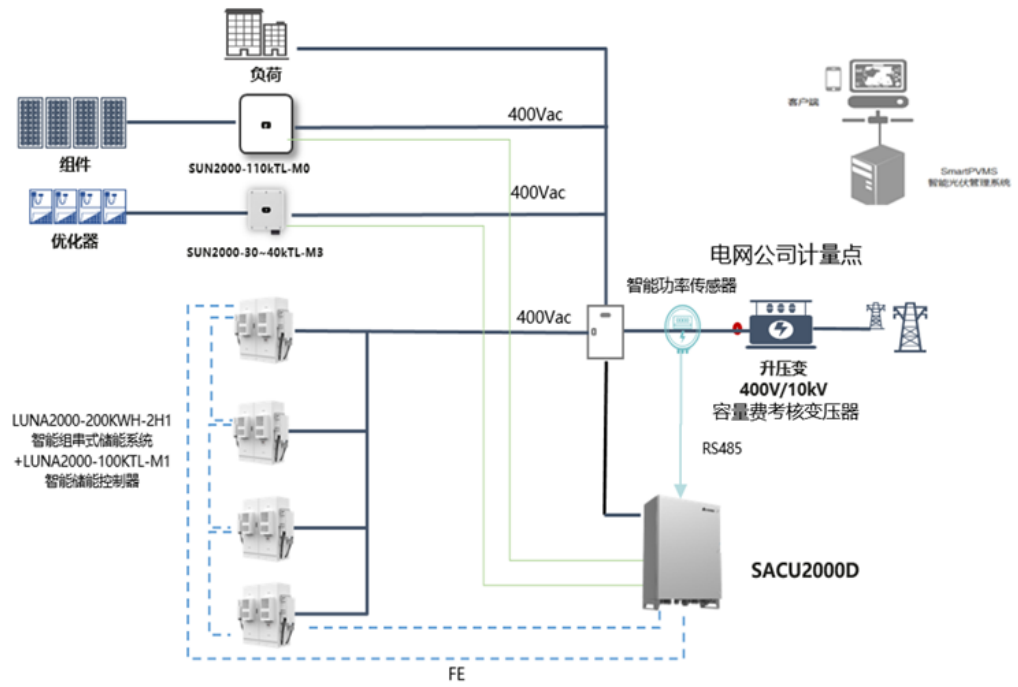 负荷
400Vac
组件
SUN2000-110kTL-M0
400Vac
优化器
SUN2000-30~40kTL-M3
客户端
SmartPVMS
智能光伏管理系统
电网公司计量点
智能功率传感器
400Vac
升压变
400V/10kV
容量费考核变压器
LUNA2000-200KWH-2H1
智能组串式储能系统
+LUNA2000-100KTL-M1
智能储能控制器
RS485
SACU2000D
FE